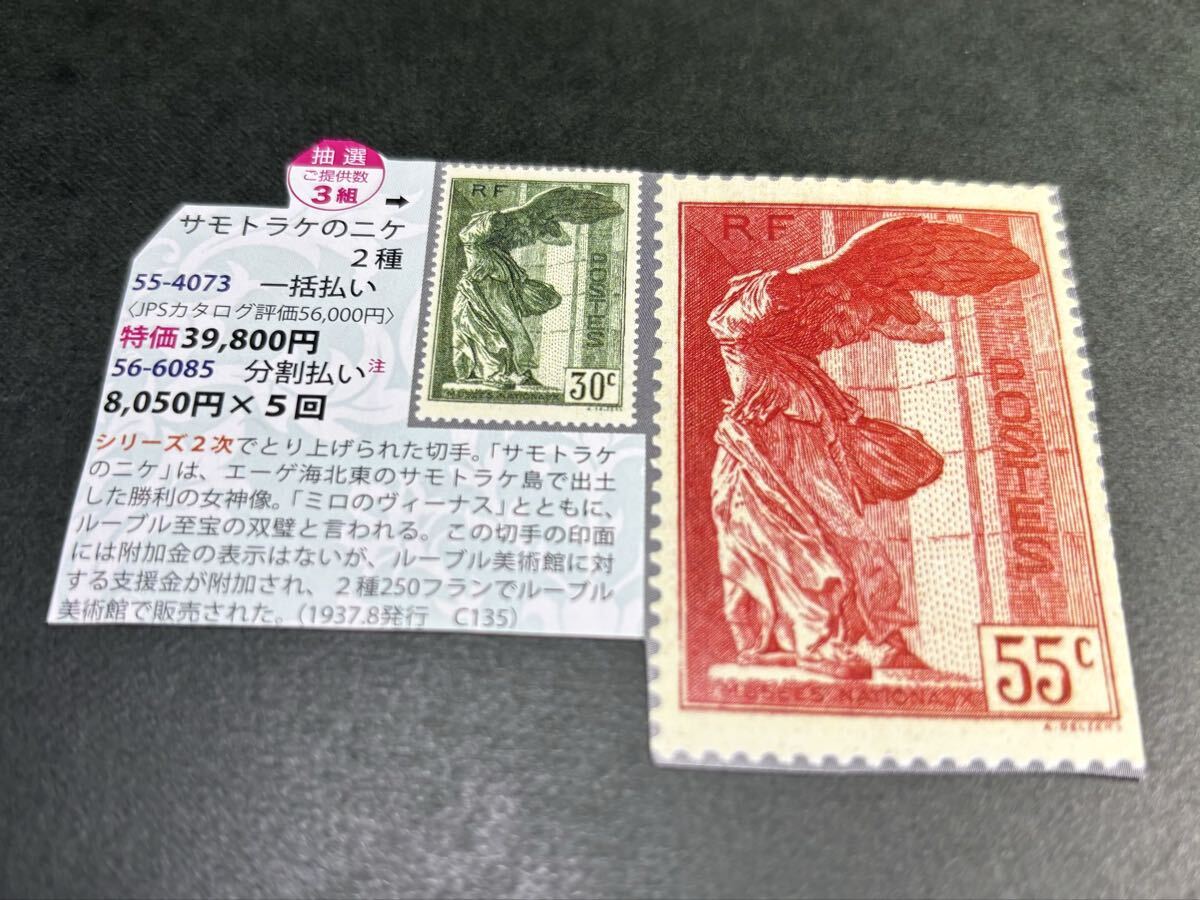 抽選
ご提供数
3組
→
サモトラケのニケ
2種
55-4073 一括払い
〈JPSカタログ評価56,000円〉
特価39,800円
56-6085 分割払い注
8,050円×5回
シリーズ2次でとり上げられた切手。「サモトラケ
のニケ」は、エーゲ海北東のサモトラケ島で出土
した勝利の女神像。「ミロのヴィーナス」とともに、
ルーブル至宝の双璧と言われる。この切手の印面
には附加金の表示はないが、ルーブル美術館に対
する支援金が附加され、2種250フランでルーブル
美術館で販売された。(1937.8発行 C135)
RF
POSTES
30c
MUSEES NATIONAUX
RF
POSTES
55c
MUSEES NATIONAUX